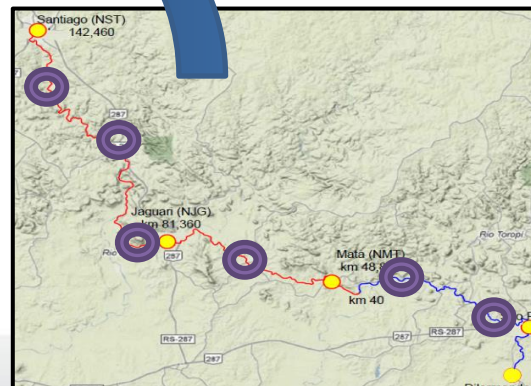 Santiago (NST)
142,460
287
287
Jaguari (NJG)
km 81,360
Rio
287
Mata (NMT)
km 48,
km 40
Rio Toropi
RS-287
RS-287